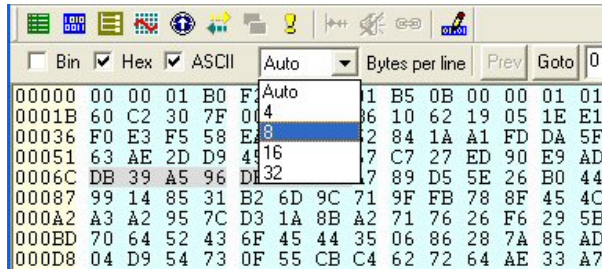 Bin Hex ASCII Auto Bytes per line Prev Goto 0
Auto
4
8
16
32
00000 00 00 01 B0 B5 0B 00 00 01 01
0001B 60 C2 30 7F 10 62 19 05 1E E1
00036 F0 E3 F5 58 84 1A A1 FD DA 5F
00051 63 AE 2D D9 C7 27 ED 90 E9 AD
0006C DB 39 A5 96 89 D5 5E 26 B0 44
00087 99 14 85 31 B2 6D 9C 71 9F FB 78 8F 45 4C
000A2 A3 A2 95 7C D3 1A 8B A2 71 76 26 F6 29 5B
000BD 70 64 52 43 6F 45 44 35 06 86 28 7A 85 AD
000D8 04 D9 54 73 0F 55 CB C4 62 72 64 AE 33 A7